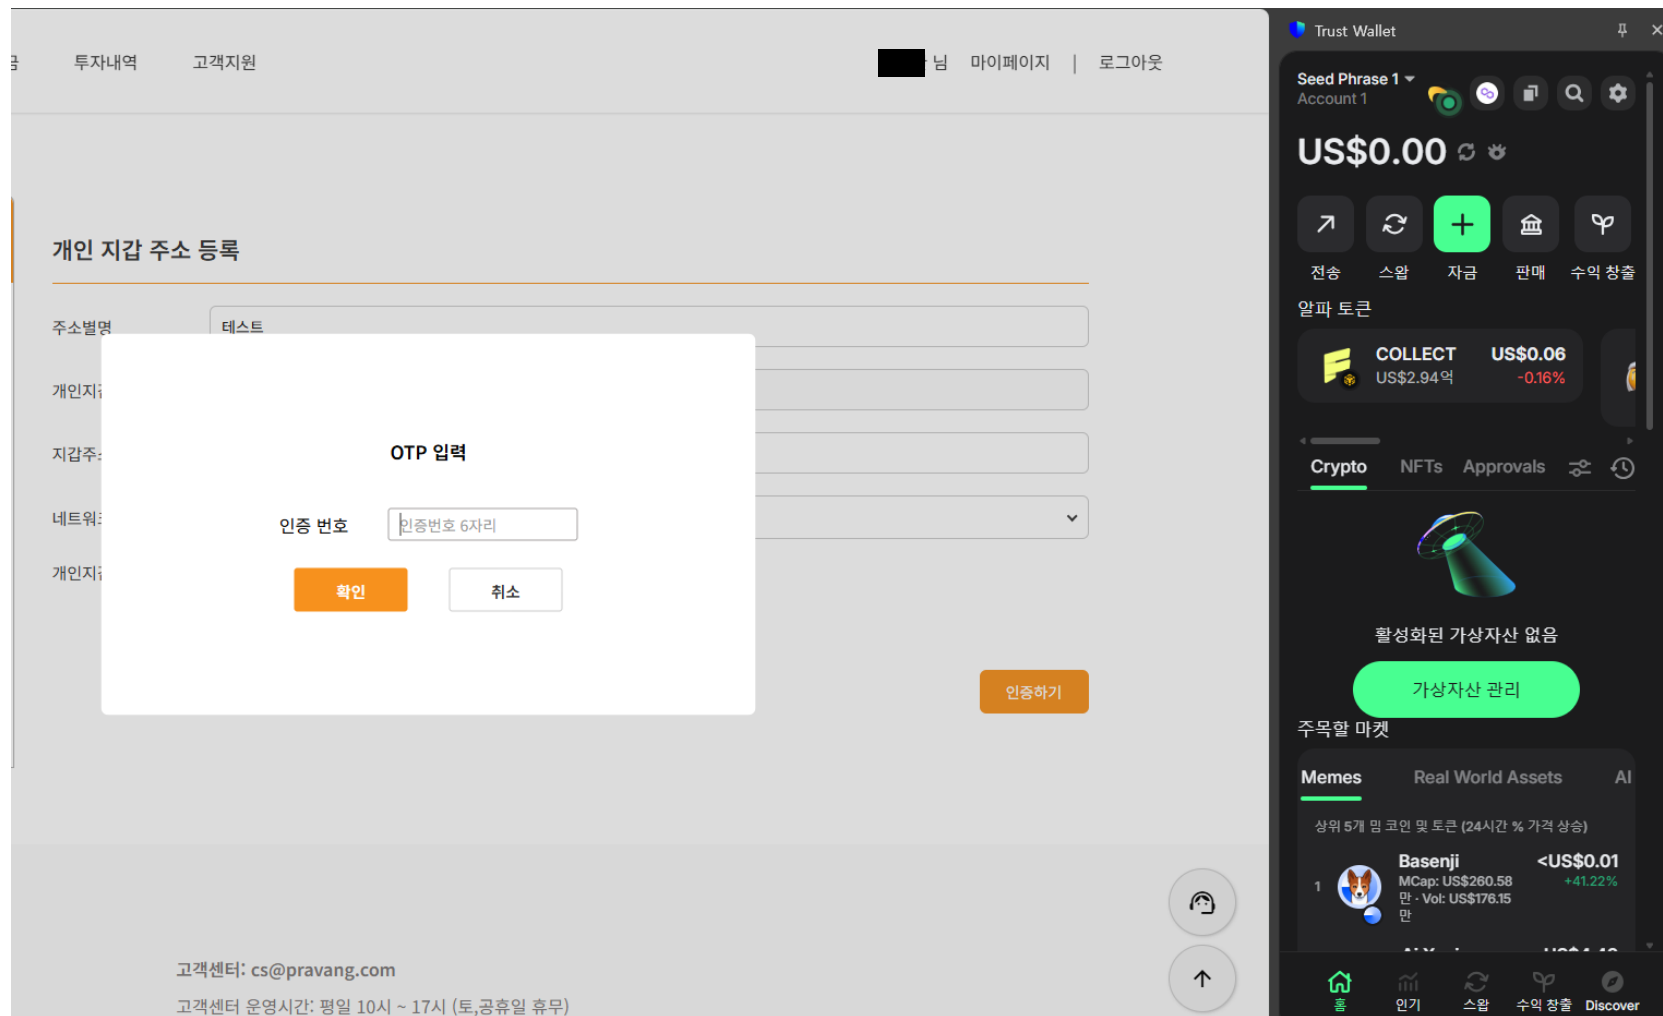 금
투자내역
고객지원
님
마이페이지
|
로그아웃
개인 지갑 주소 등록
주소별명
테스트
개인지
지갑주
네트워
개인지
OTP 입력
인증 번호
인증번호 6자리
확인
취소
인증하기
고객센터: cs@pravang.com
고객센터 운영시간: 평일 10시 ~ 17시 (토,공휴일 휴무)
Trust Wallet
Seed Phrase 1
Account 1
US$0.00
전송
스왑
자금
판매
수익 창출
알파 토큰
COLLECT US$0.06
US$2.94억 -0.16%
Crypto
NFTs
Approvals
활성화된 가상자산 없음
가상자산 관리
주목할 마켓
Memes
Real World Assets
AI
상위 5개 밈 코인 및 토큰 (24시간 % 가격 상승)
1
Basenji <US$0.01
MCap: US$260.58 +41.22%
만 · Vol: US$176.15
만
홈
인기
스왑
수익 창출
Discover